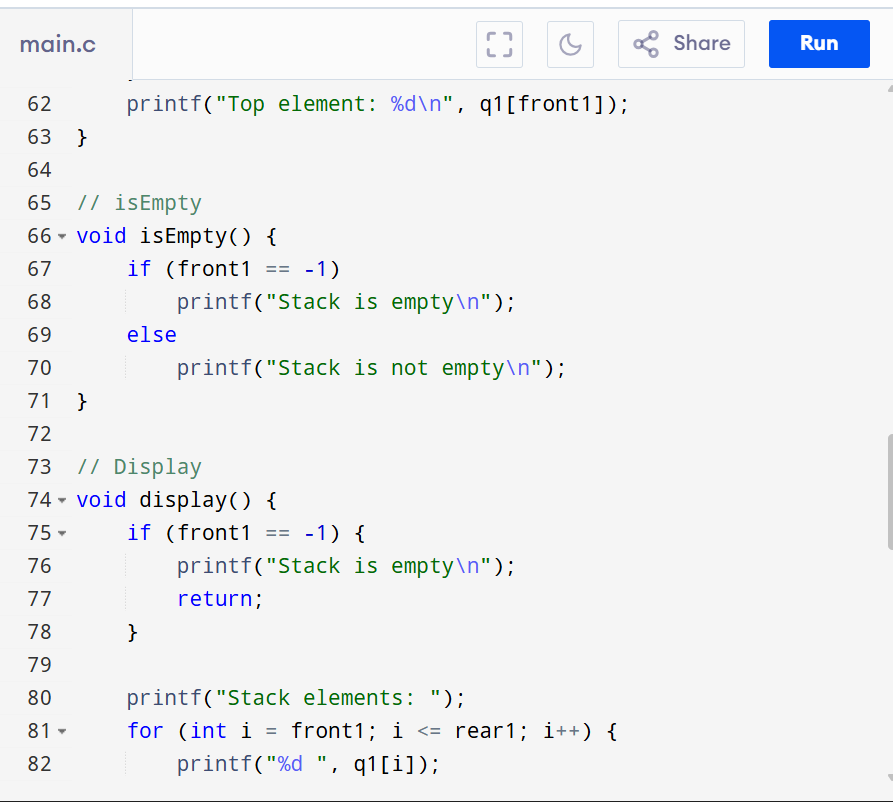 main.c
Share
Run
62     printf("Top element: %d\n", q1[front1]);
63 }
64
65 // isEmpty
66 void isEmpty() {
67     if (front1 == -1)
68         printf("Stack is empty\n");
69     else
70         printf("Stack is not empty\n");
71 }
72
73 // Display
74 void display() {
75     if (front1 == -1) {
76         printf("Stack is empty\n");
77         return;
78     }
79
80     printf("Stack elements: ");
81     for (int i = front1; i <= rear1; i++) {
82         printf("%d ", q1[i]);